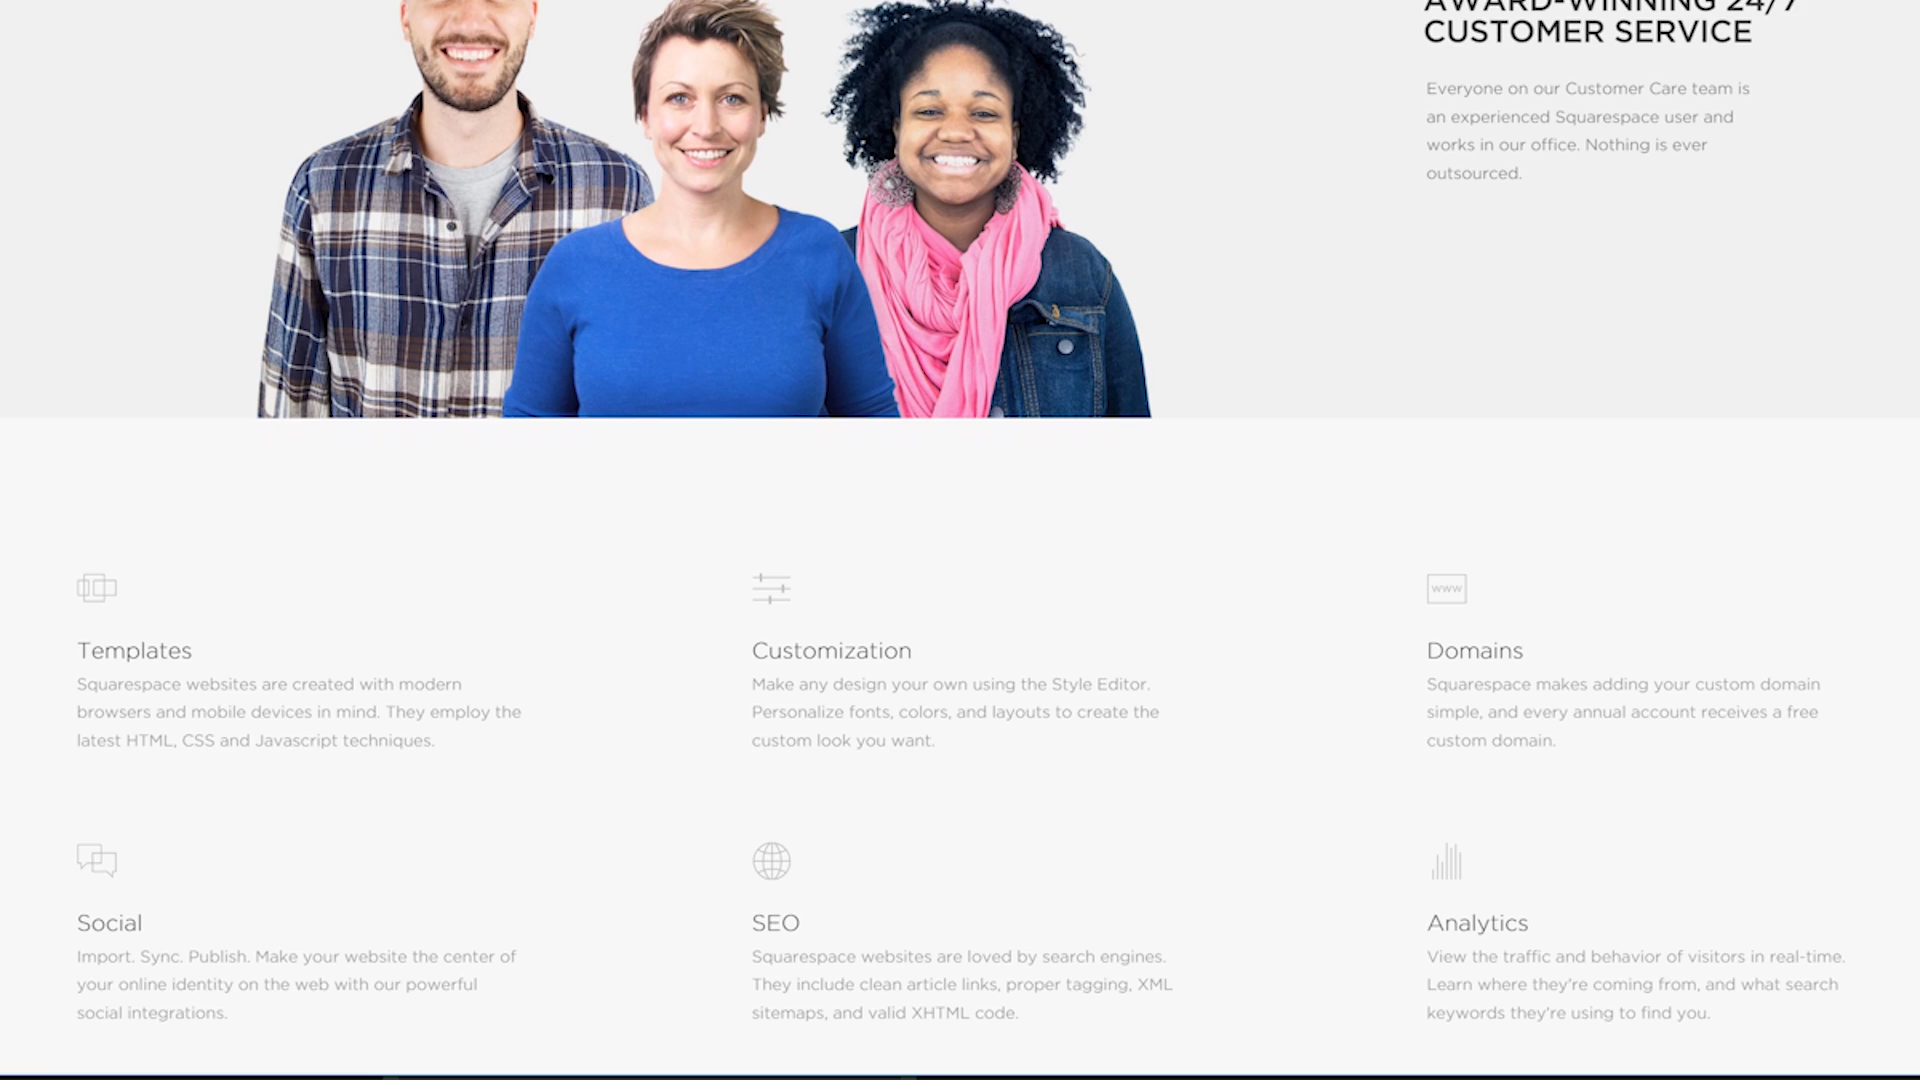 AWARD-WINNING 24/7
CUSTOMER SERVICE
Everyone on our Customer Care team is
an experienced Squarespace user and
works in our office. Nothing is ever
outsourced.
Templates
Squarespace websites are created with modern
browsers and mobile devices in mind. They employ the
latest HTML, CSS and Javascript techniques.
Customization
Make any design your own using the Style Editor.
Personalize fonts, colors, and layouts to create the
custom look you want.
www
Domains
Squarespace makes adding your custom domain
simple, and every annual account receives a free
custom domain.
Social
Import. Sync. Publish. Make your website the center of
your online identity on the web with our powerful
social integrations.
SEO
Squarespace websites are loved by search engines.
They include clean article links, proper tagging, XML
sitemaps, and valid XHTML code.
Analytics
View the traffic and behavior of visitors in real-time.
Learn where they're coming from, and what search
keywords they're using to find you.